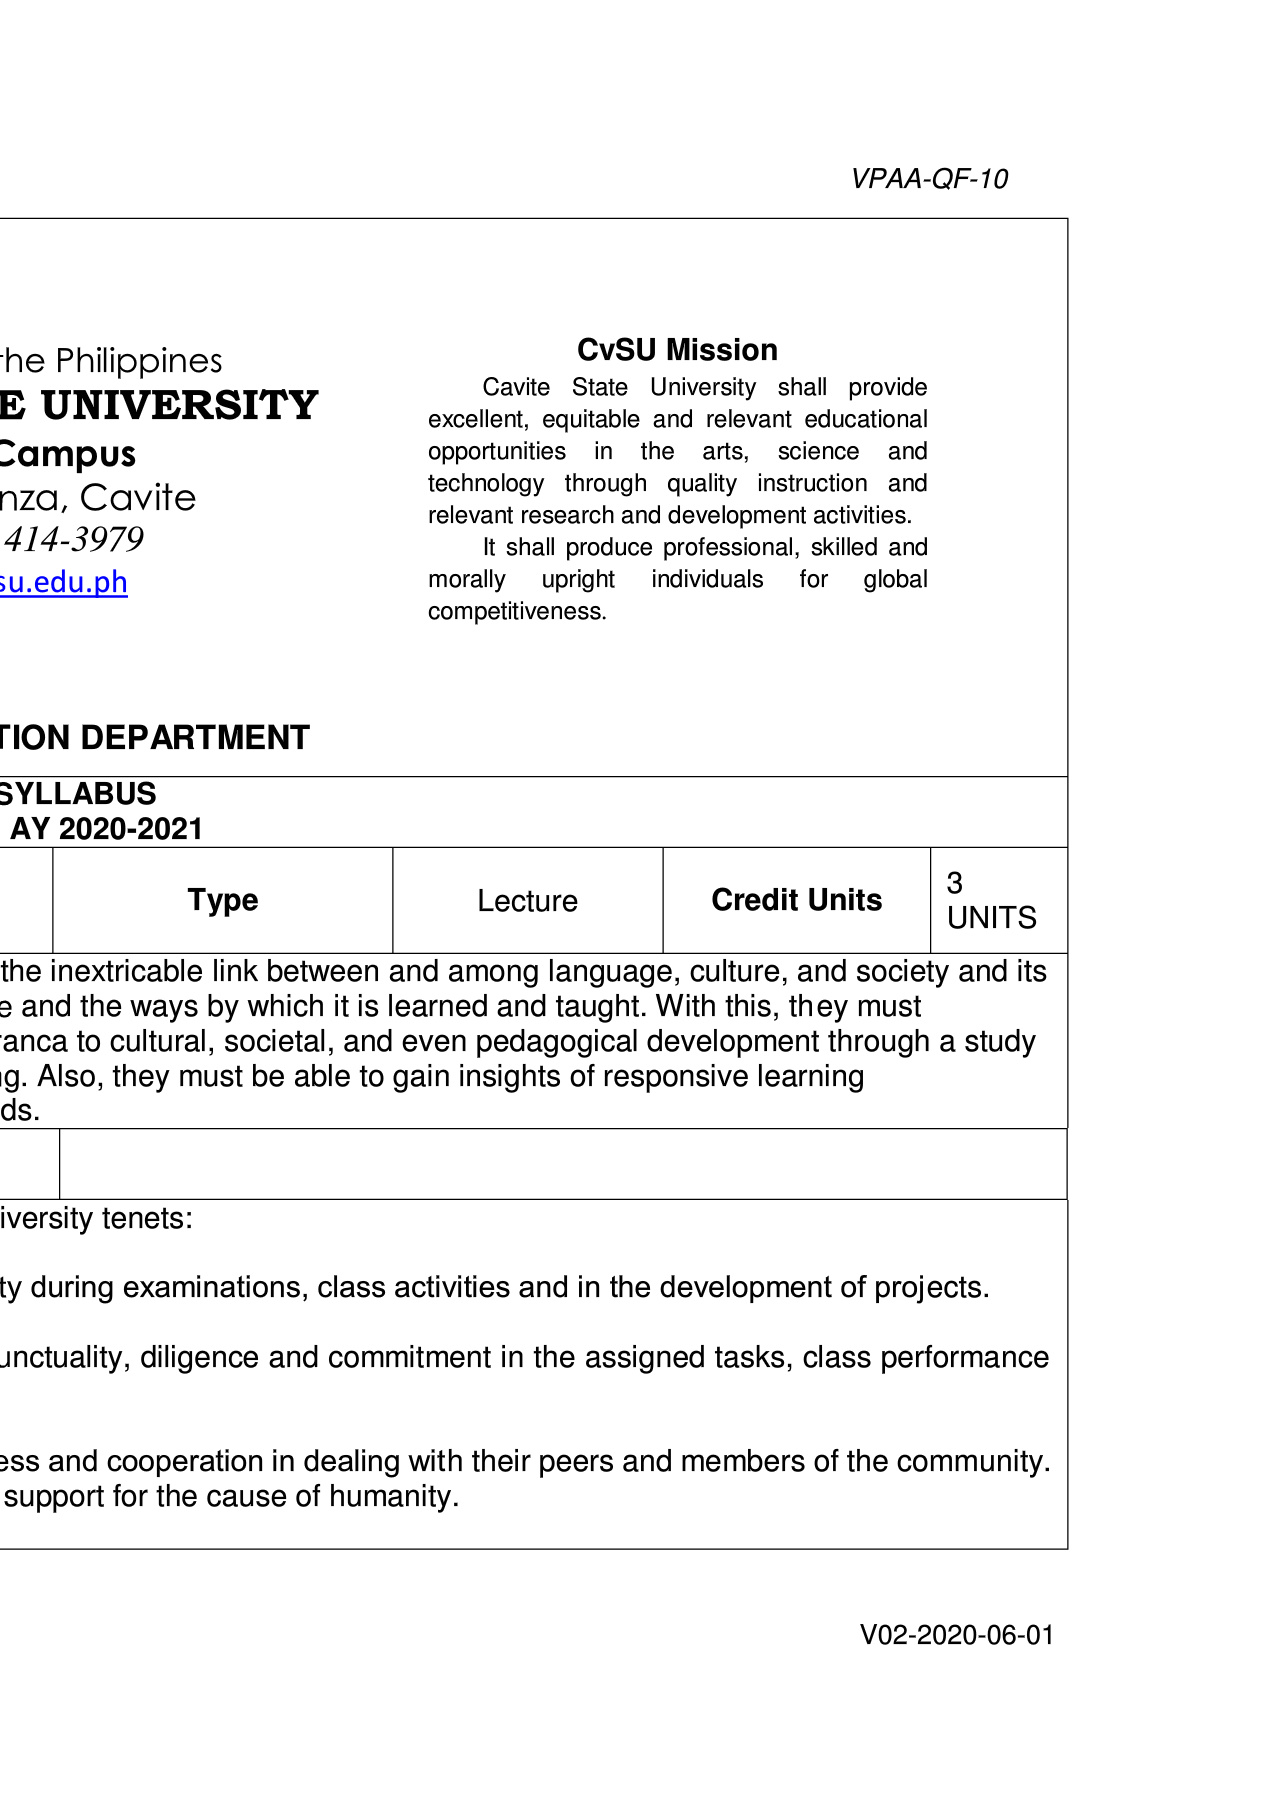 VPAA-QF-10
the Philippines
E UNIVERSITY
Campus
nza, Cavite
414-3979
su.edu.ph
CvSU Mission
Cavite State University shall provide
excellent, equitable and relevant educational
opportunities in the arts, science and
technology through quality instruction and
relevant research and development activities.
It shall produce professional, skilled and
morally upright individuals for global
competitiveness.
TION DEPARTMENT
SYLLABUS
AY 2020-2021
Type
Lecture
Credit Units
3
UNITS
the inextricable link between and among language, culture, and society and its
e and the ways by which it is learned and taught. With this, they must
ranca to cultural, societal, and even pedagogical development through a study
ng. Also, they must be able to gain insights of responsive learning
ds.
iversity tenets:
ty during examinations, class activities and in the development of projects.
unctuality, diligence and commitment in the assigned tasks, class performance
ess and cooperation in dealing with their peers and members of the community.
support for the cause of humanity.
V02-2020-06-01